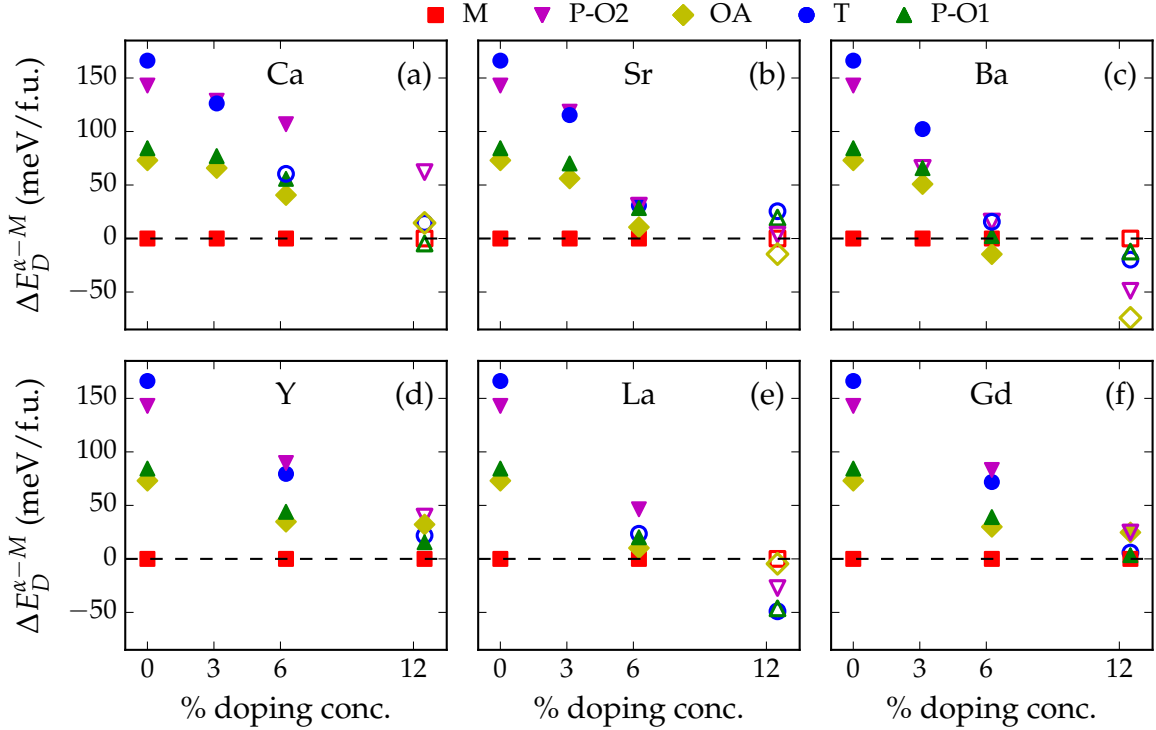 M P-O2 OA T P-O1
Ca (a)
Sr (b)
Ba (c)
150
100
50
0
−50
ΔE_D^{α−M} (meV/f.u.)
Y (d)
La (e)
Gd (f)
150
100
50
0
−50
ΔE_D^{α−M} (meV/f.u.)
0 3 6 12
0 3 6 12
0 3 6 12
% doping conc.
% doping conc.
% doping conc.